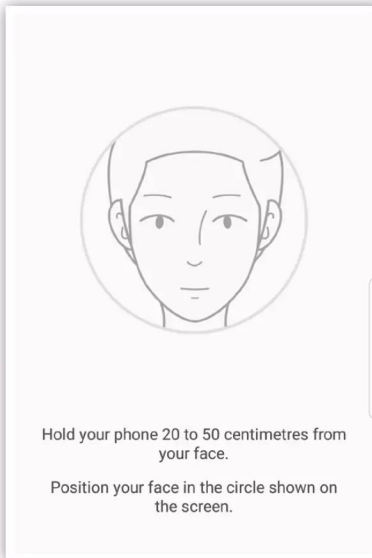 Hold your phone 20 to 50 centimetres from
your face.
Position your face in the circle shown on
the screen.